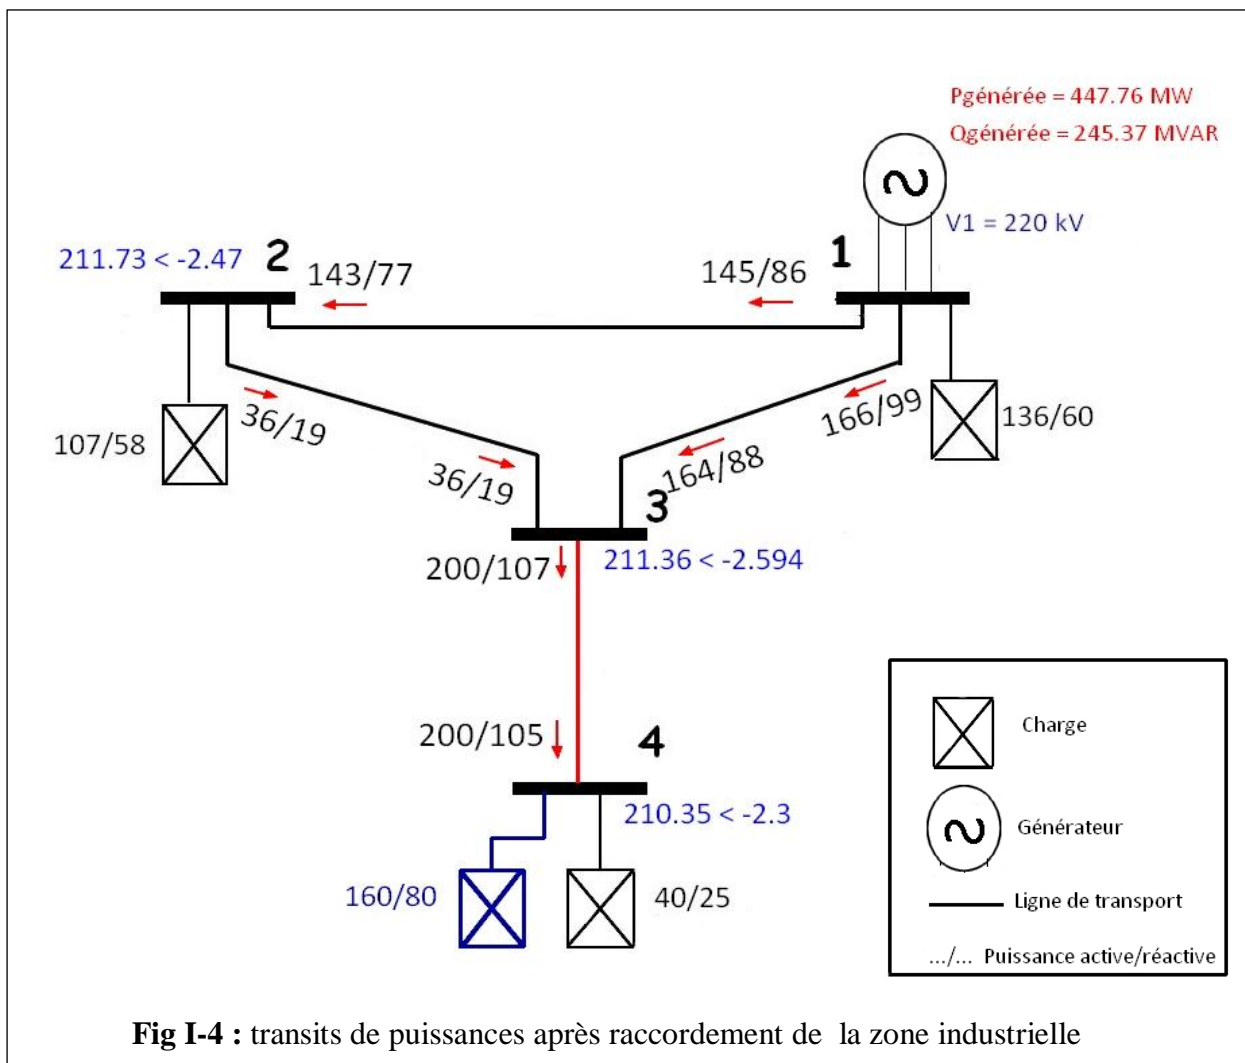 Pgénérée = 447.76 MW
Qgénérée = 245.37 MVAR
V1 = 220 kV
211.73 < -2.47
2
143/77
145/86
1
107/58
36/19
36/19
166/99
164/88
136/60
3
200/107
211.36 < -2.594
200/105
4
210.35 < -2.3
160/80
40/25
Charge
Générateur
Ligne de transport
.../... Puissance active/réactive
Fig I-4 : transits de puissances après raccordement de la zone industrielle